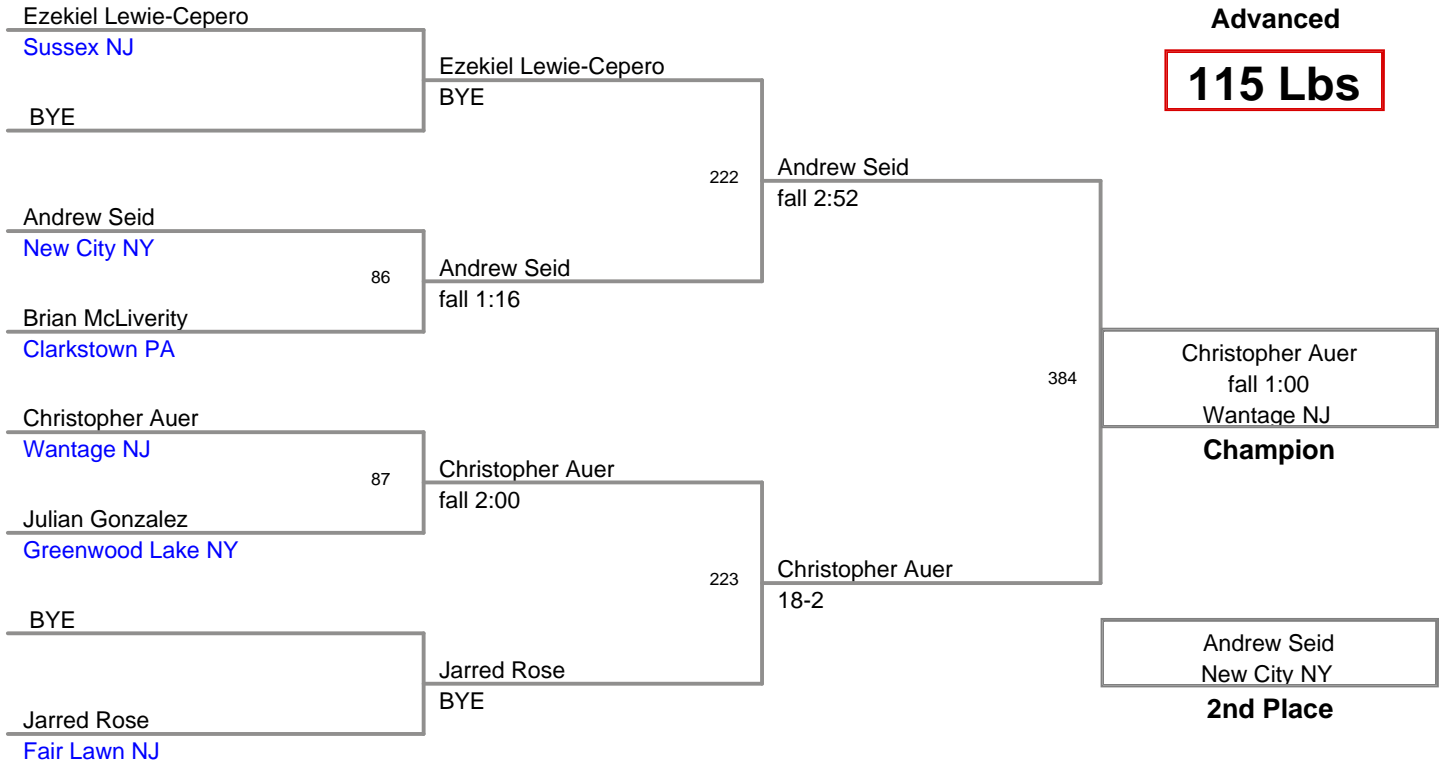 Ezekiel Lewie-Cepero
Sussex NJ
BYE
Andrew Seid
New City NY
86
Brian McLiverity
Clarkstown PA
Christopher Auer
Wantage NJ
87
Julian Gonzalez
Greenwood Lake NY
BYE
Jarred Rose
Fair Lawn NJ
Ezekiel Lewie-Cepero
BYE
222
Andrew Seid
fall 1:16
Christopher Auer
fall 2:00
223
Jarred Rose
BYE
Andrew Seid
fall 2:52
384
Christopher Auer
18-2
Advanced
115 Lbs
Christopher Auer
fall 1:00
Wantage NJ
Champion
Andrew Seid
New City NY
2nd Place